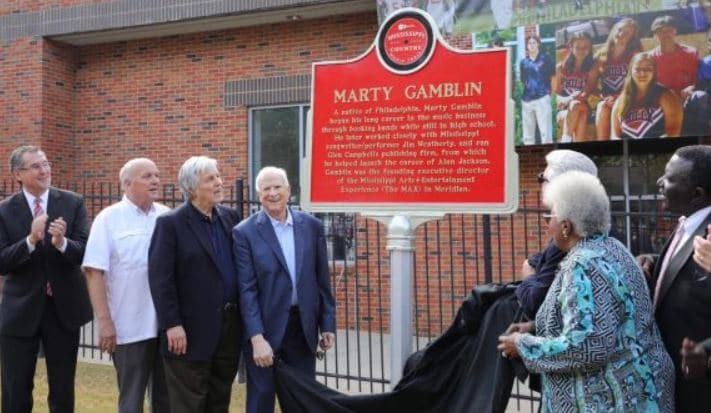 PHILADELPHIA
MISSISSIPPI
COUNTRY
MUSIC TRAIL
MARTY GAMBLIN
A native of Philadelphia, Marty Gamblin
began his long career in the music business
through booking bands while still in high school.
He later worked closely with Mississippi
songwriter/performer Jim Weatherly, and ran
Glen Campbell's publishing firm, from which
he helped launch the career of Alan Jackson.
Gamblin was the founding executive director
of the Mississippi Arts+Entertainment
Experience (The MAX) in Meridian.